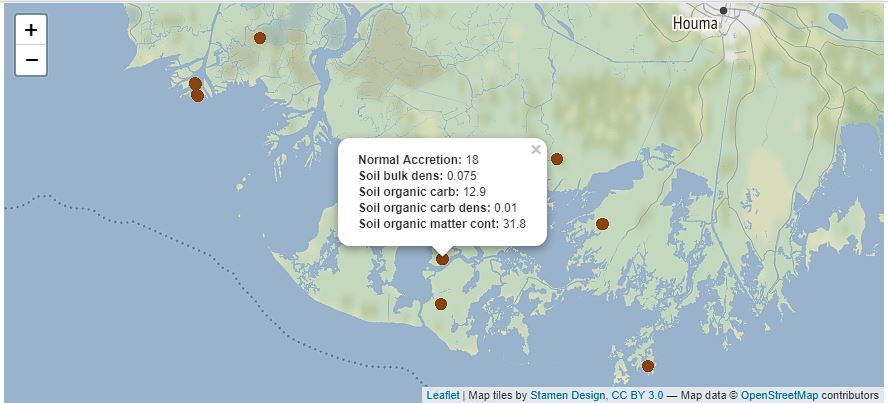 +
−
Houma
×
Normal Accretion: 18
Soil bulk dens: 0.075
Soil organic carb: 12.9
Soil organic carb dens: 0.01
Soil organic matter cont: 31.8
Leaflet | Map tiles by Stamen Design, CC BY 3.0 — Map data © OpenStreetMap contributors